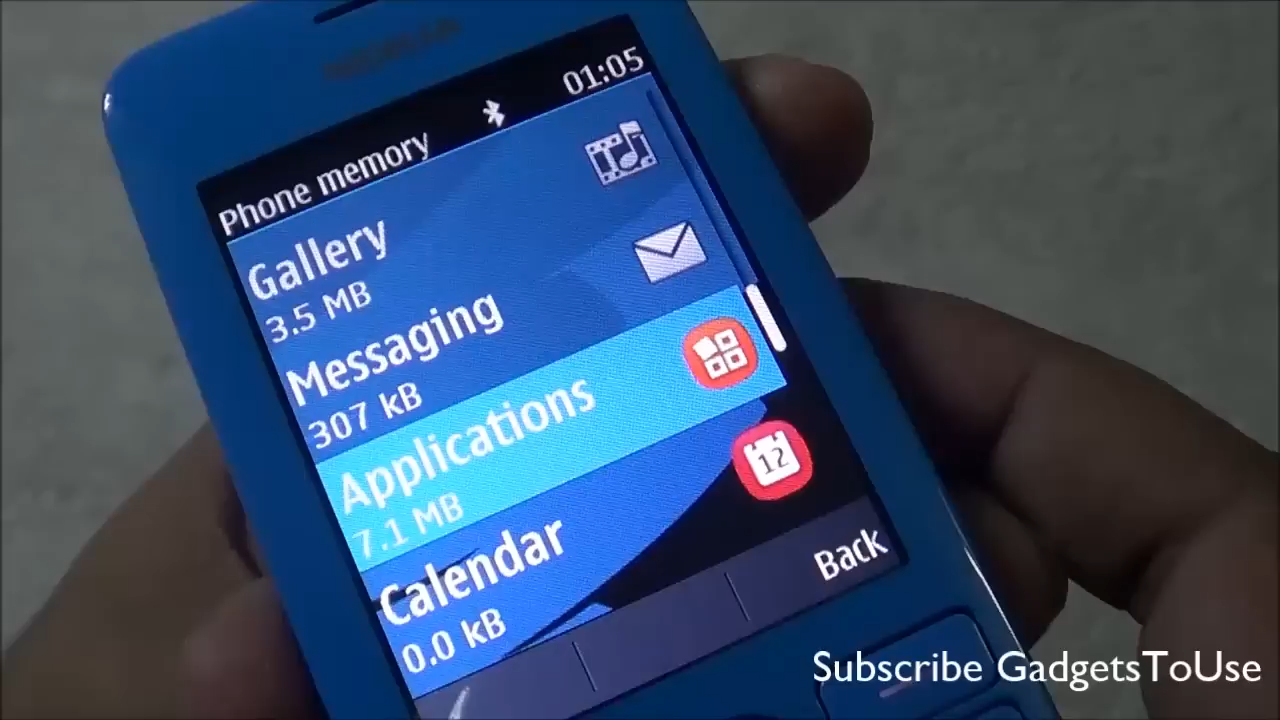 NOKIA
01:05
Phone memory
Gallery
3.5 MB
Messaging
307 kB
Applications
7.1 MB
Calendar
12
0.0 kB
Back
Subscribe GadgetsToUse